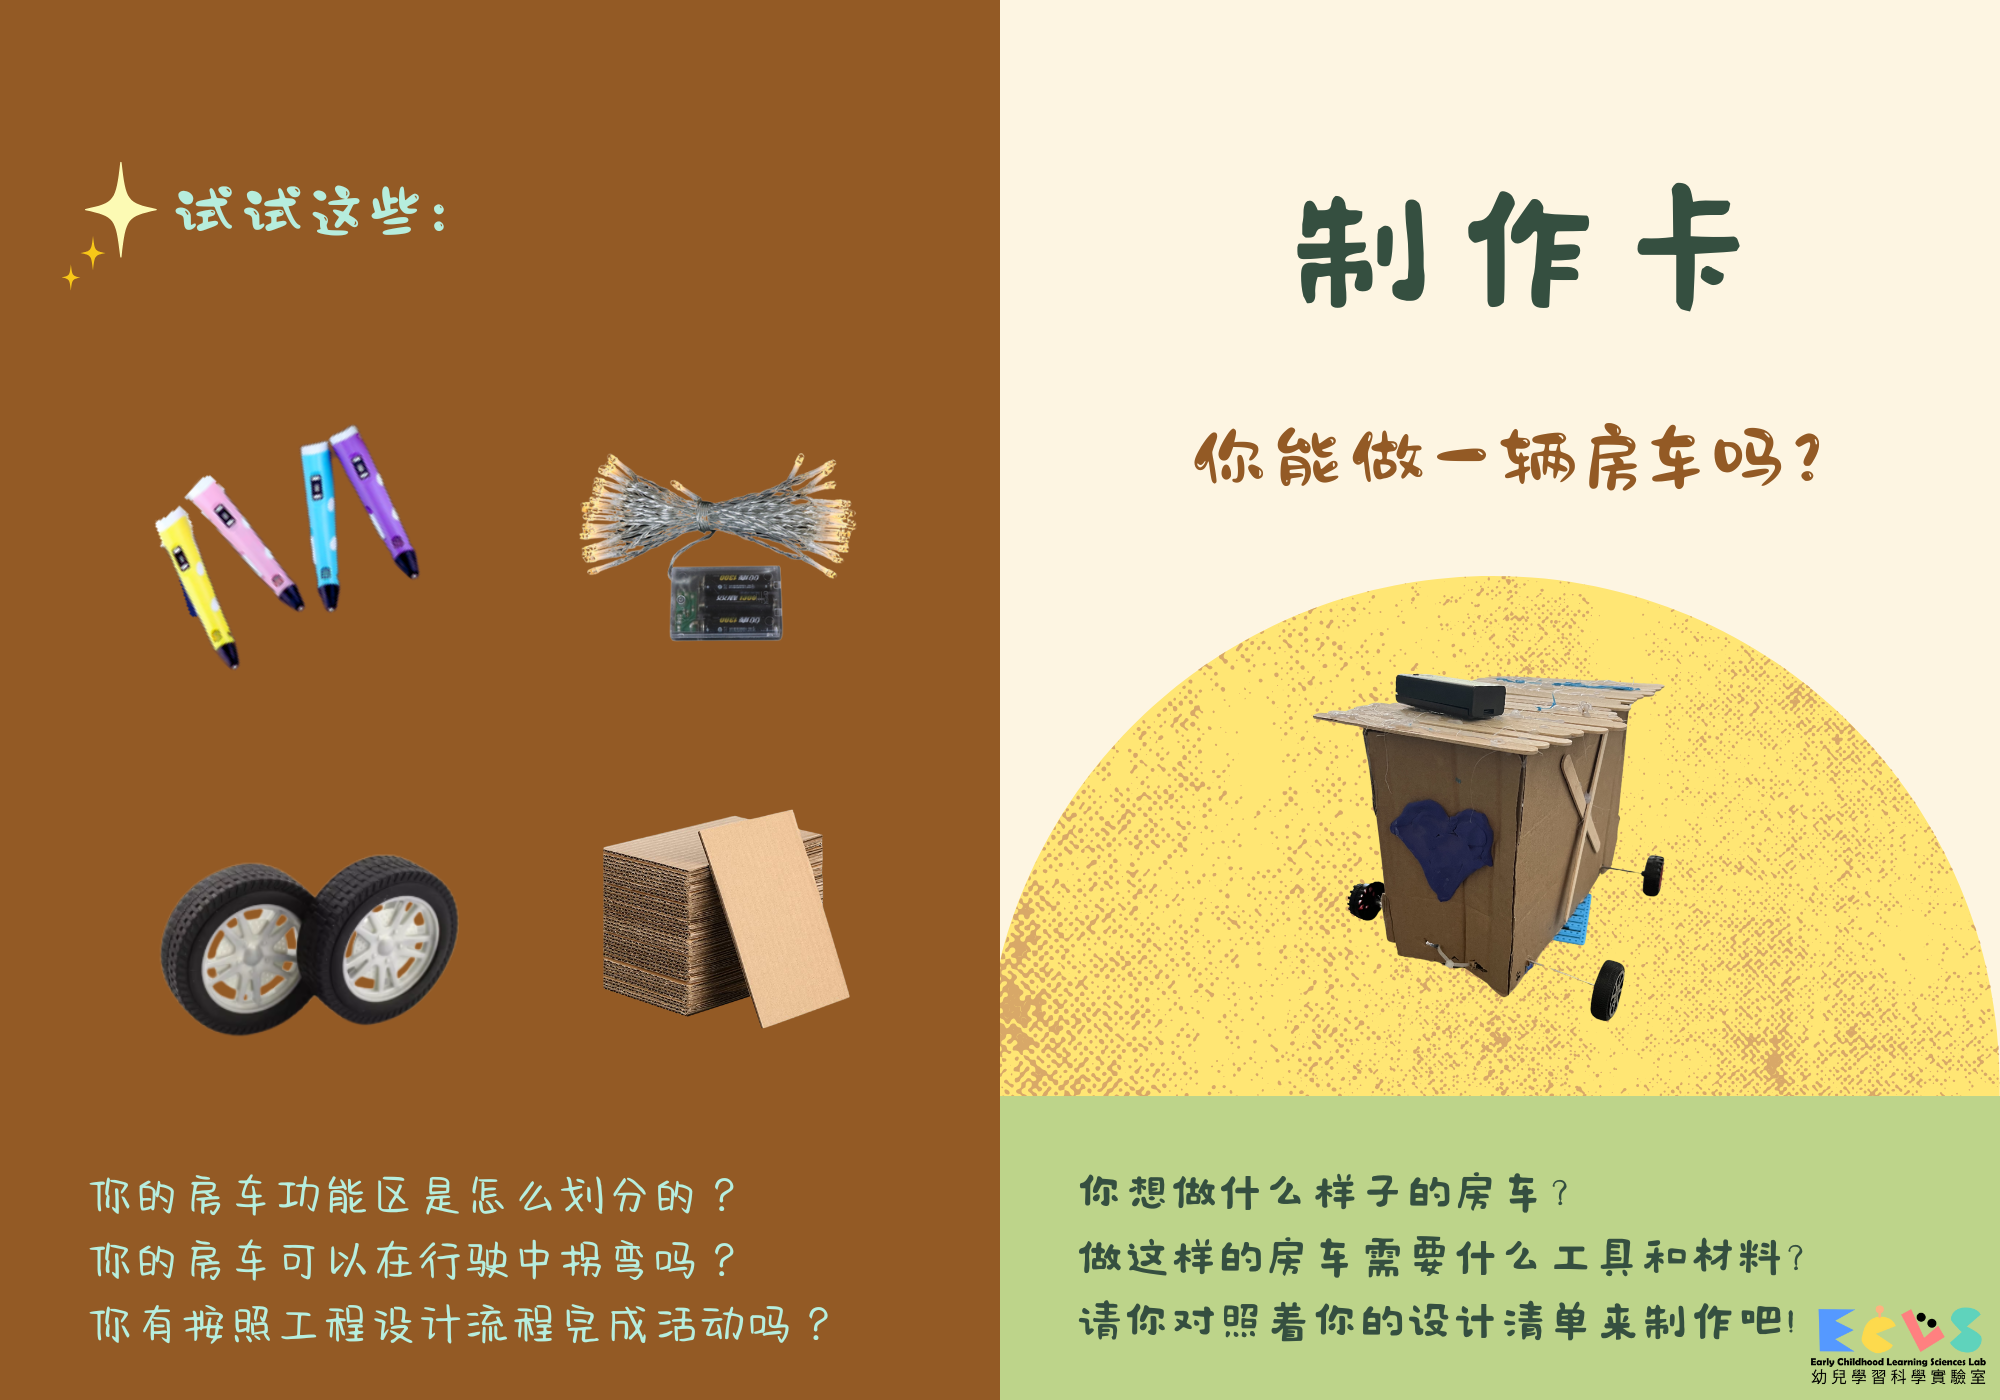 试试这些：
你的房车功能区是怎么划分的？
你的房车可以在行驶中拐弯吗？
你有按照工程设计流程完成活动吗？
制作卡
你能做一辆房车吗？
你想做什么样子的房车？
做这样的房车需要什么工具和材料？
请你对照着你的设计清单来制作吧！
ECLS
Early Childhood Learning Sciences Lab
幼兒學習科學實驗室